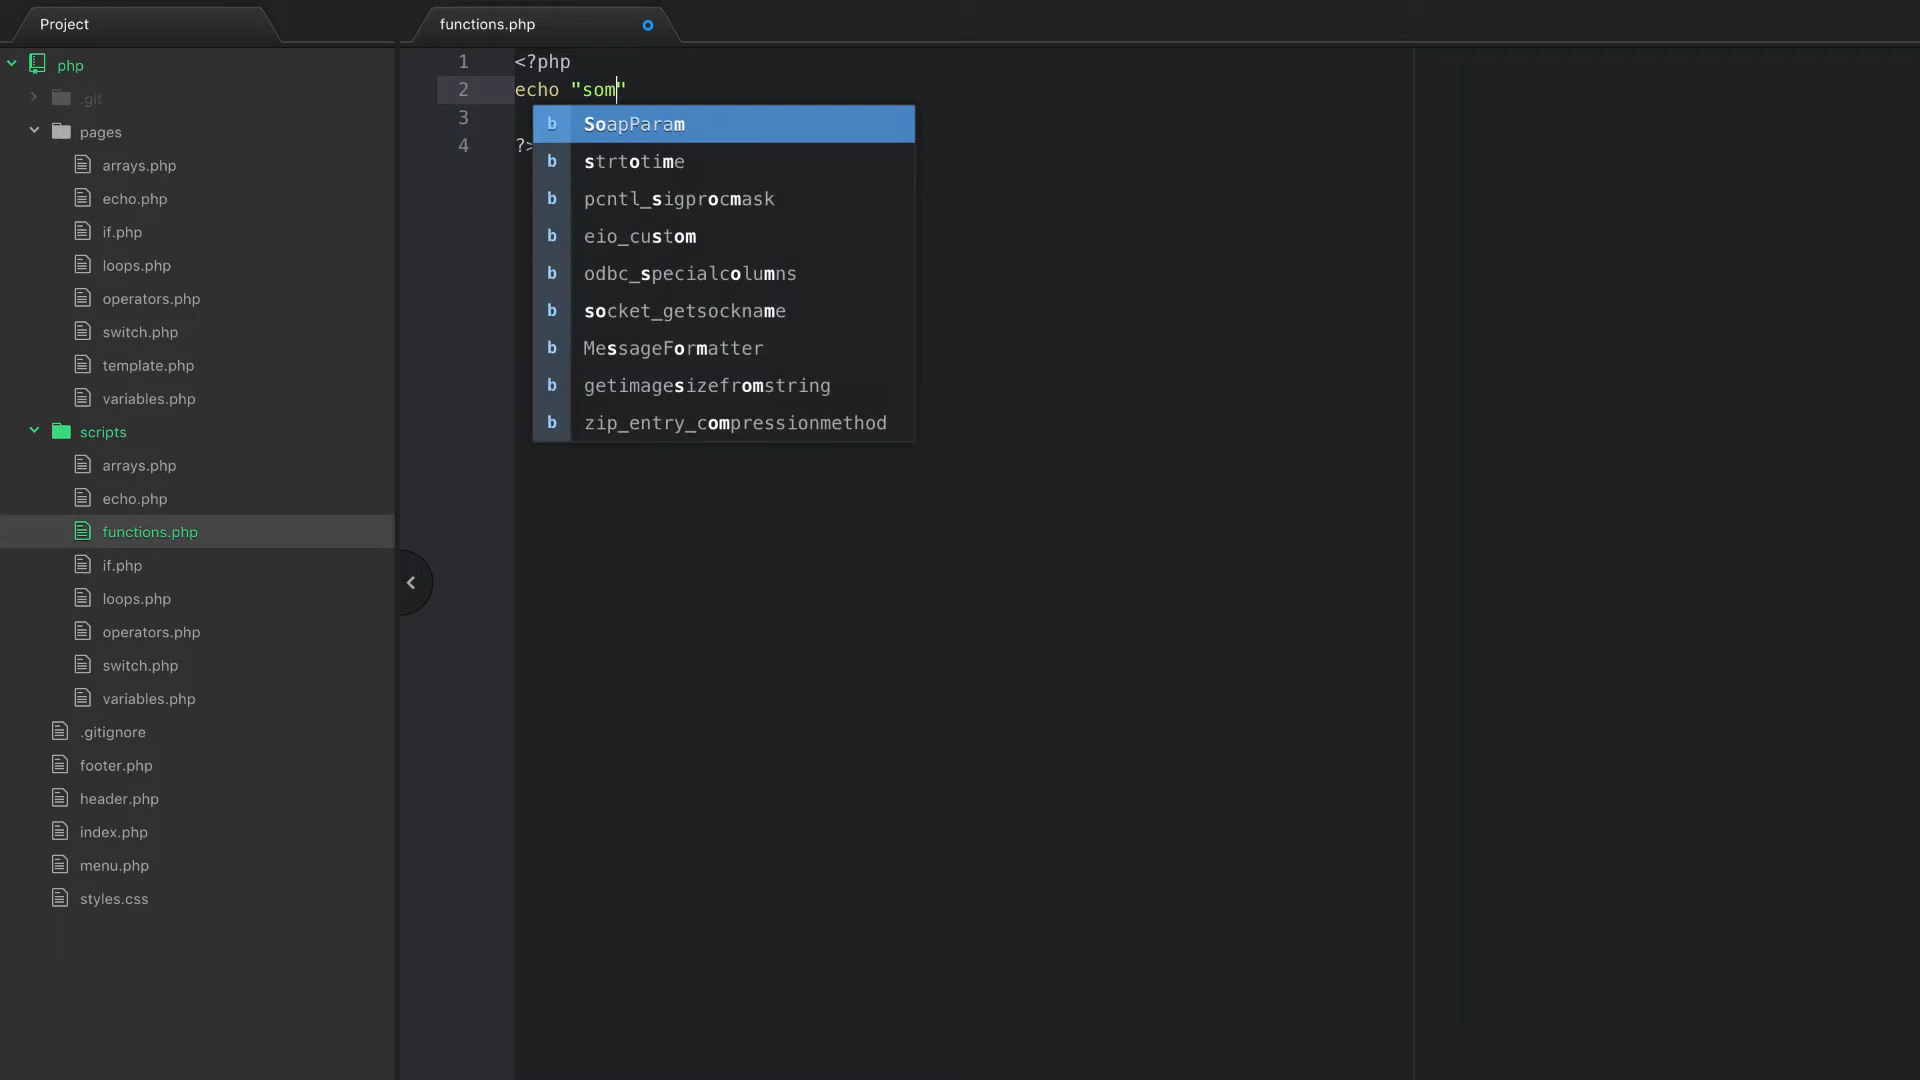 Project
php
.git
pages
arrays.php
echo.php
if.php
loops.php
operators.php
switch.php
template.php
variables.php
scripts
arrays.php
echo.php
functions.php
if.php
loops.php
operators.php
switch.php
variables.php
.gitignore
footer.php
header.php
index.php
menu.php
styles.css
functions.php
1 <?php
2 echo "som"
3
4 ?>
b SoapParam
b strtotime
b pcntl_sigprocmask
b eio_custom
b odbc_specialcolumns
b socket_getsockname
b MessageFormatter
b getimagesizefromstring
b zip_entry_compressionmethod